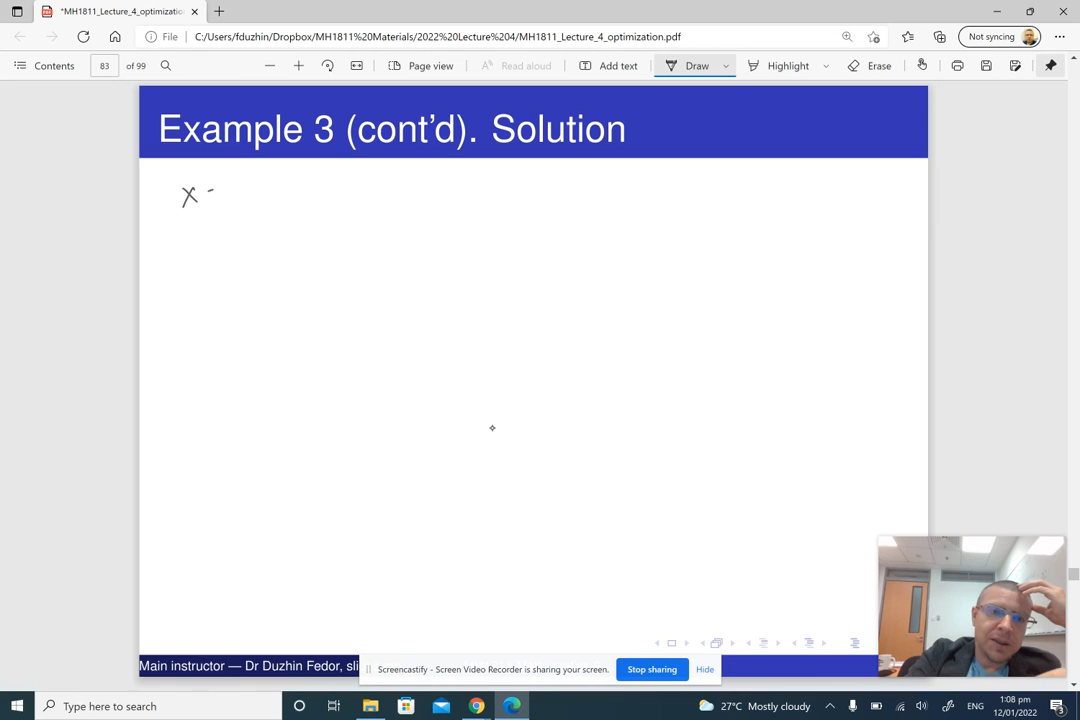 *MH1811_Lecture_4_optimizatio
File C:/Users/fduzhin/Dropbox/MH1811%20Materials/2022%20Lecture%204/MH1811_Lecture_4_optimization.pdf Not syncing
Contents 83 of 99 Page view Read aloud Add text Draw Highlight Erase
Example 3 (cont'd). Solution
X -
Main instructor — Dr Duzhin Fedor, sli
Screencastify - Screen Video Recorder is sharing your screen. Stop sharing Hide
Type here to search 27°C Mostly cloudy ENG 1:08 pm
12/01/2022 3